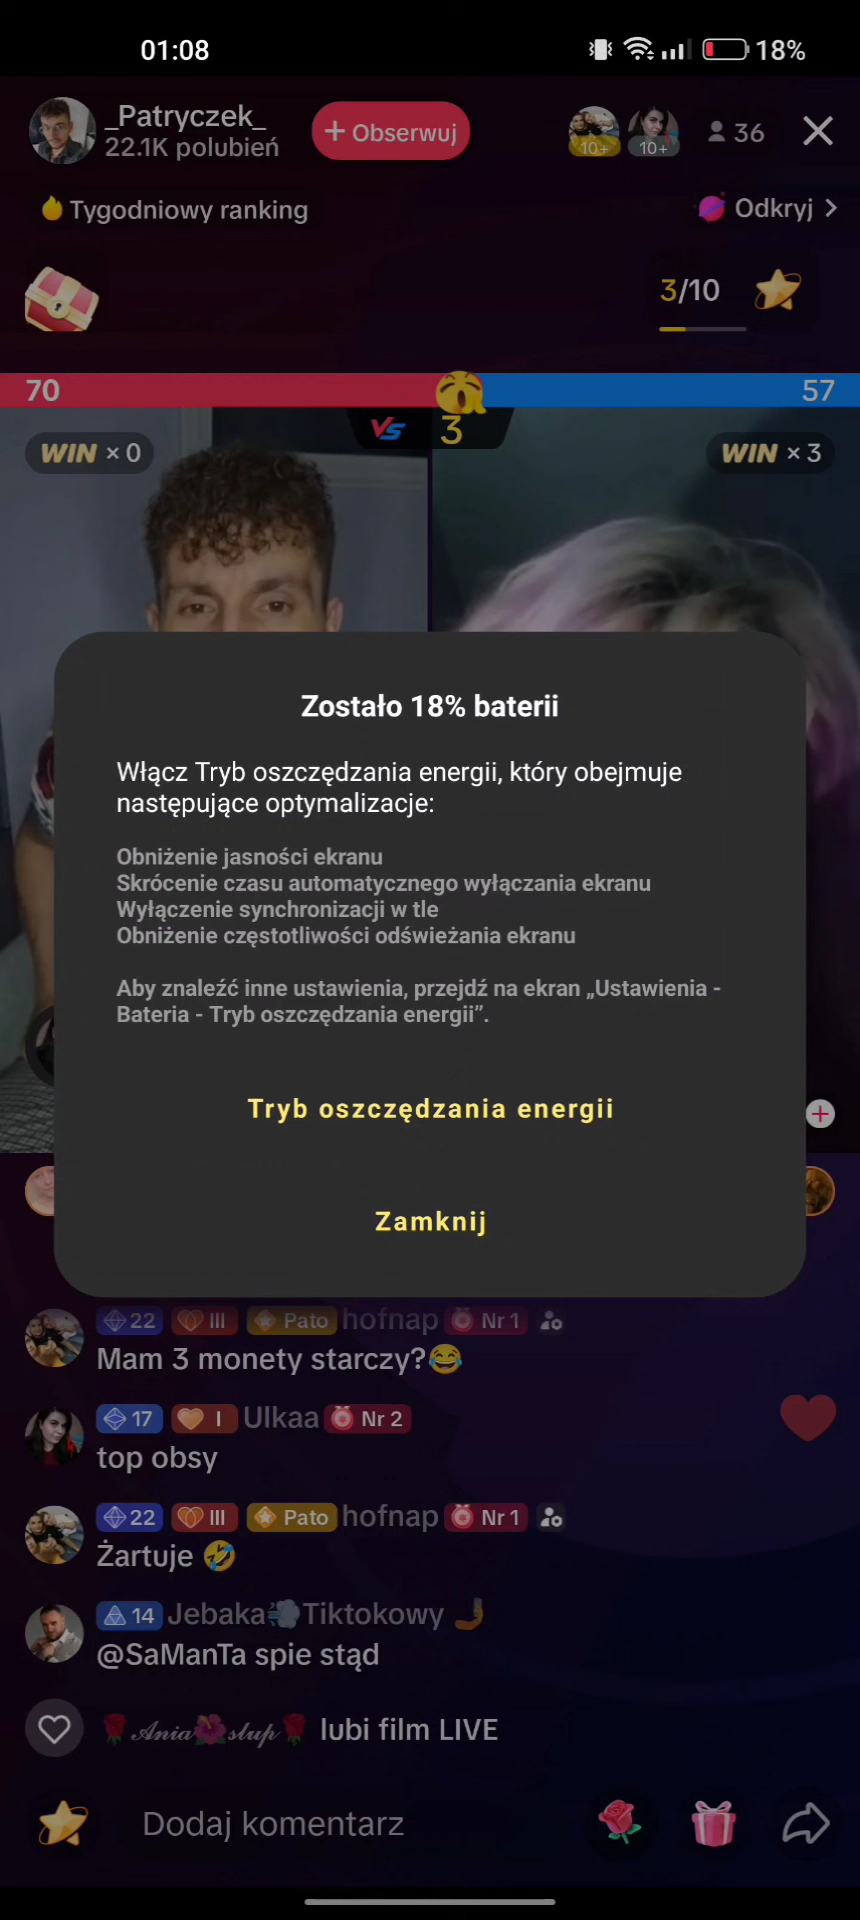 01:08
18%
_Patryczek_
22.1K polubień
+ Obserwuj
10+
10+
36
Tygodniowy ranking
Odkryj >
3/10
70
57
VS
3
WIN × 0
WIN × 3
Zostało 18% baterii
Włącz Tryb oszczędzania energii, który obejmuje
następujące optymalizacje:
Obniżenie jasności ekranu
Skrócenie czasu automatycznego wyłączania ekranu
Wyłączenie synchronizacji w tle
Obniżenie częstotliwości odświeżania ekranu
Aby znaleźć inne ustawienia, przejdź na ekran „Ustawienia -
Bateria - Tryb oszczędzania energii”.
Tryb oszczędzania energii
Zamknij
22 III Pato hofnap Nr 1
Mam 3 monety starczy?😂
17 I Ulkaa Nr 2
top obsy
22 III Pato hofnap Nr 1
Żartuje 🤣
14 Jebaka💨Tiktokowy 🤳
@SaManTa spie stąd
🌹𝒜𝓃𝒾𝒶🌺𝓈𝓁𝓊𝓅🌹 lubi film LIVE
Dodaj komentarz